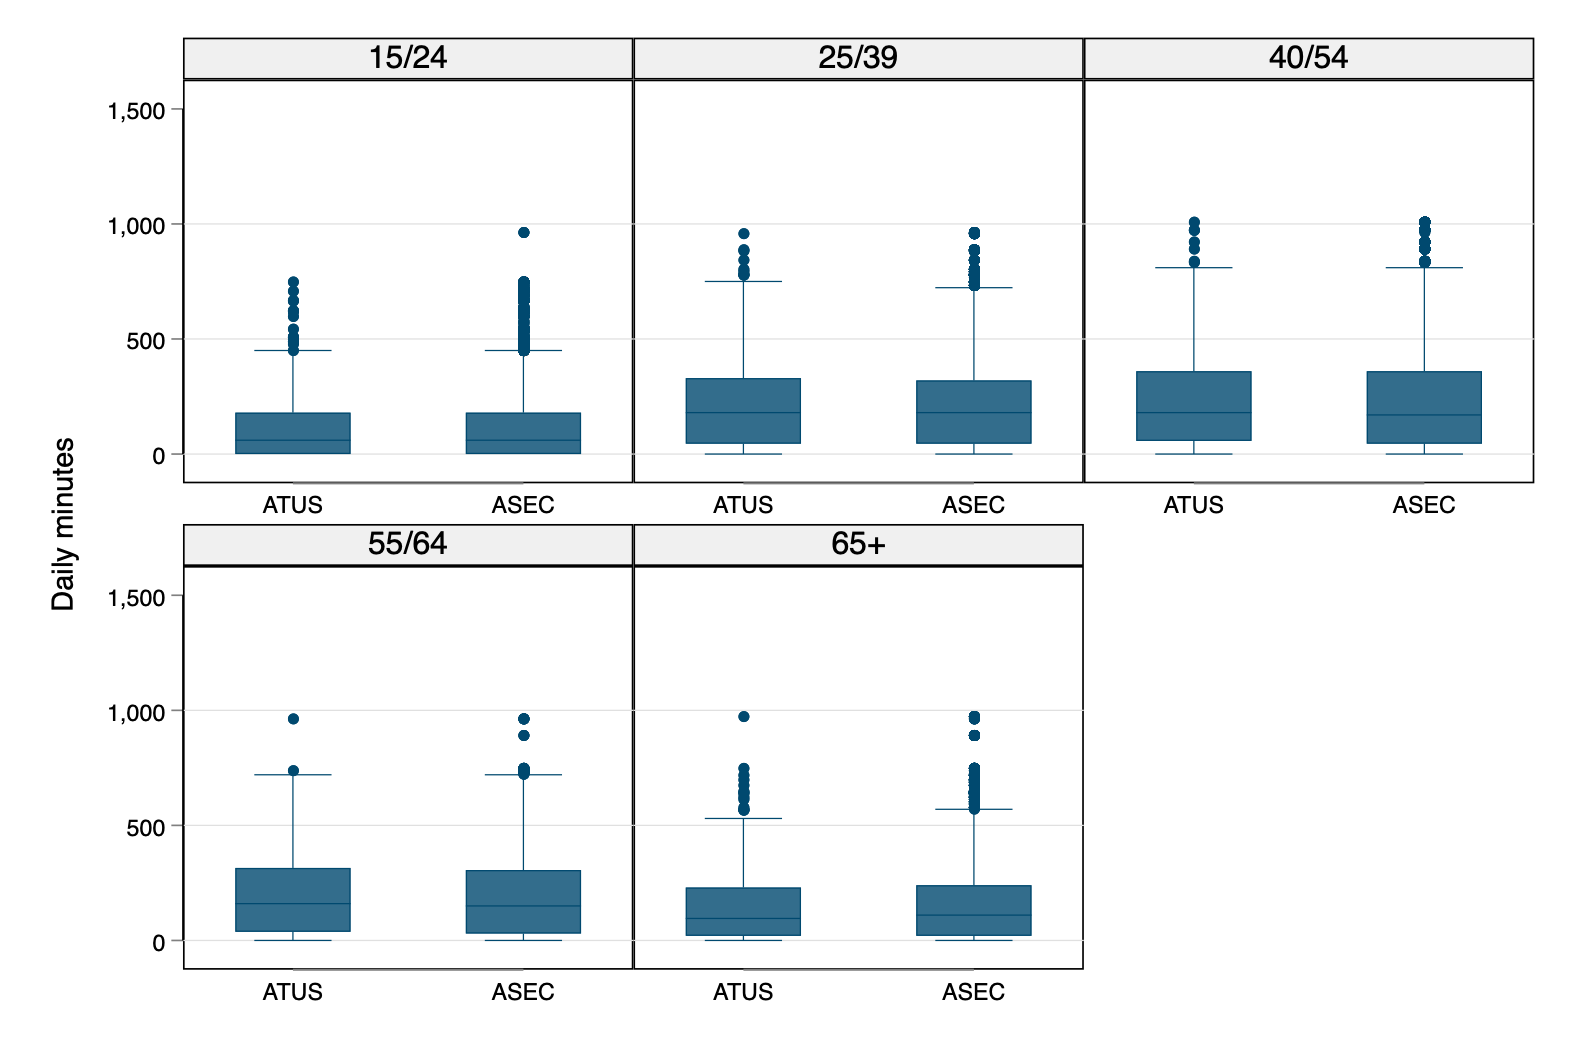 15/24 25/39 40/54
1,500
1,000
500
0
ATUS ASEC ATUS ASEC ATUS ASEC
Daily minutes
55/64 65+
1,500
1,000
500
0
ATUS ASEC ATUS ASEC